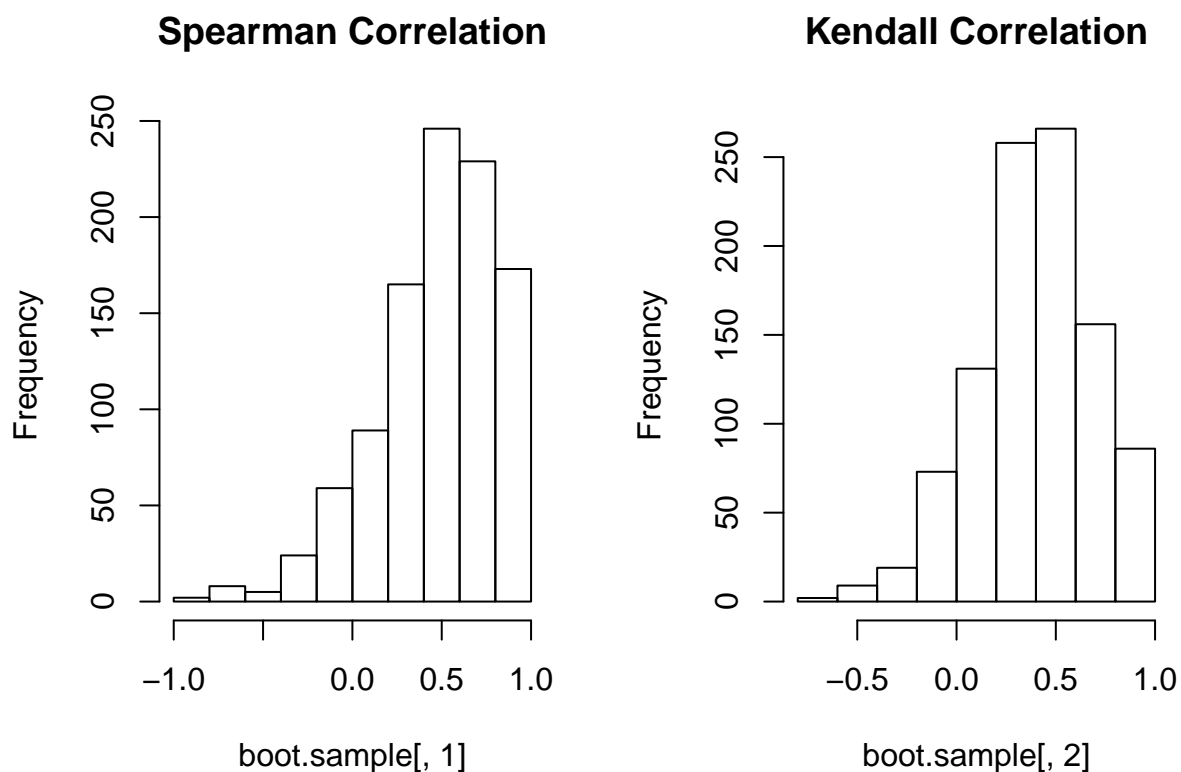 Spearman Correlation
Frequency
250
200
150
100
50
0
−1.0 0.0 0.5 1.0
boot.sample[, 1]
Kendall Correlation
Frequency
250
200
150
100
50
0
−0.5 0.0 0.5 1.0
boot.sample[, 2]